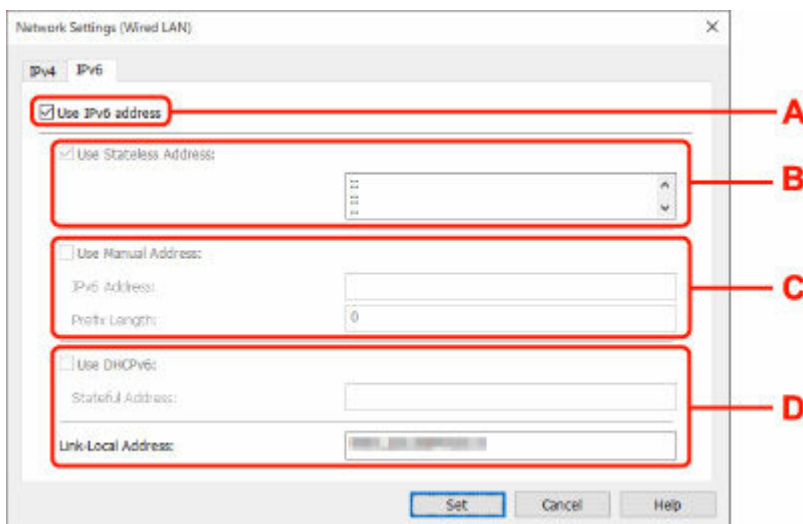 Network Settings (Wired LAN)
IPv4 IPv6
Use IPv6 address
A
Use Stateless Address:
::
::
::
B
Use Manual Address:
IPv6 Address:
C
Prefix Length: 0
Use DHCPv6:
Stateful Address:
D
Link-Local Address:
Set Cancel Help